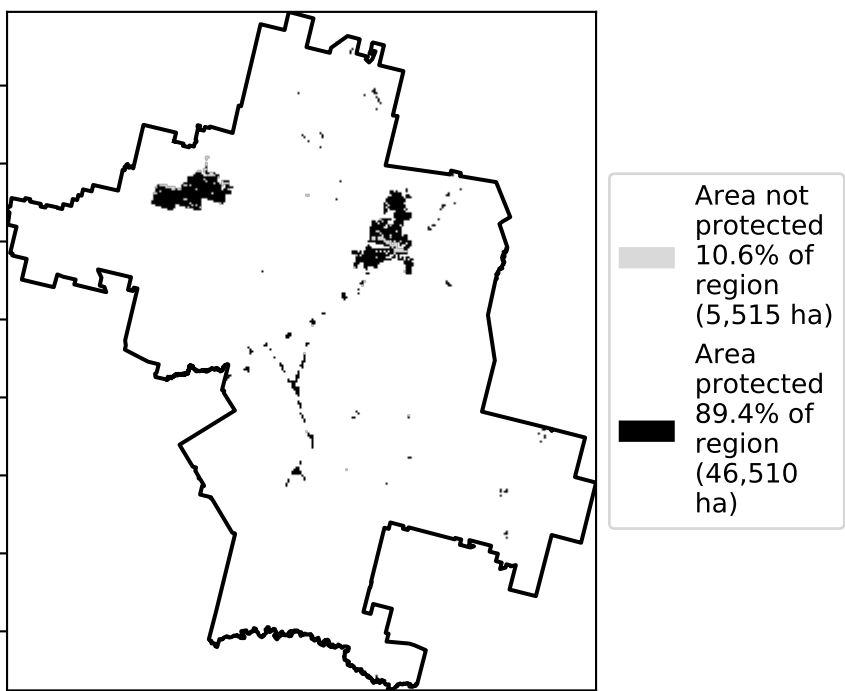 Area not
protected
10.6% of
region
(5,515 ha)
Area
protected
89.4% of
region
(46,510
ha)